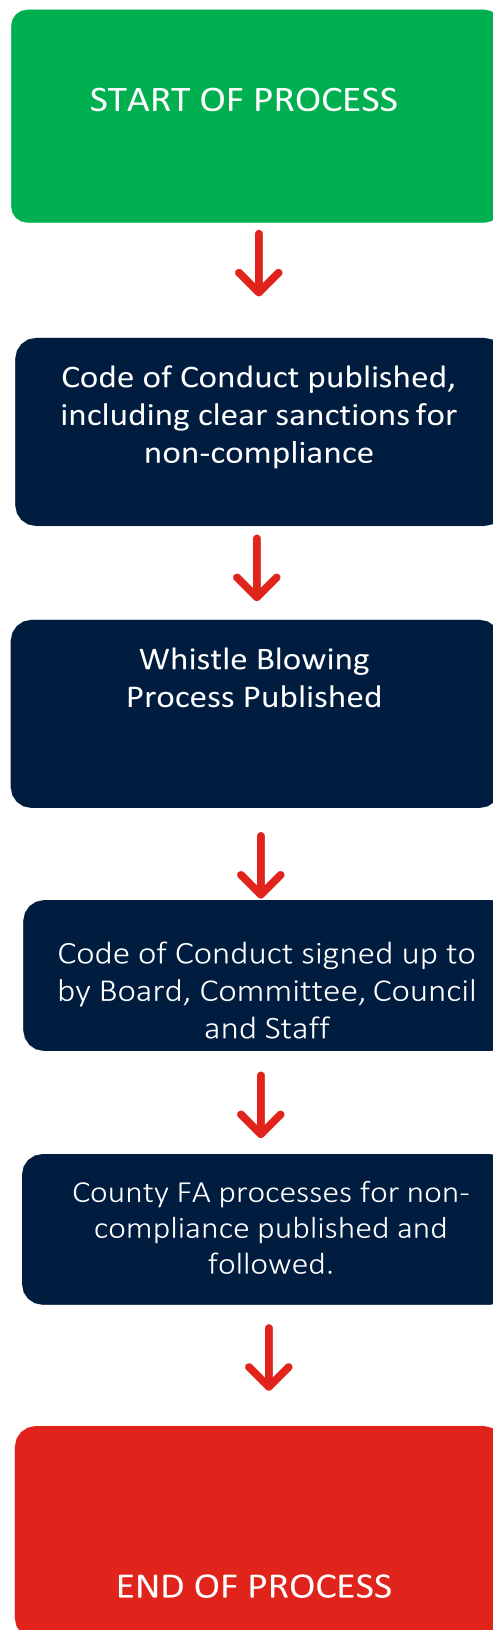 START OF PROCESS
Code of Conduct published,
including clear sanctions for
non-compliance
Whistle Blowing
Process Published
Code of Conduct signed up to
by Board, Committee, Council
and Staff
County FA processes for non-
compliance published and
followed.
END OF PROCESS